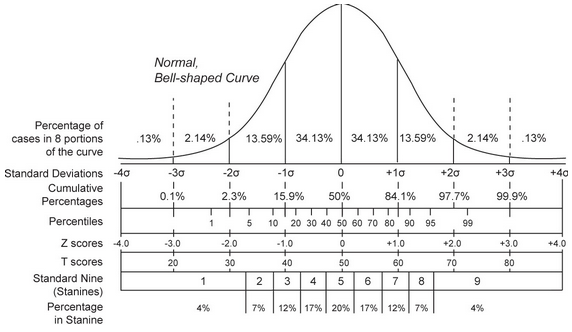 Normal,
Bell-shaped Curve
Percentage of
cases in 8 portions
of the curve
.13% 2.14% 13.59% 34.13% 34.13% 13.59% 2.14% .13%
Standard Deviations -4σ -3σ -2σ -1σ 0 +1σ +2σ +3σ +4σ
Cumulative
Percentages 0.1% 2.3% 15.9% 50% 84.1% 97.7% 99.9%
Percentiles 1 5 10 20 30 40 50 60 70 80 90 95 99
Z scores -4.0 -3.0 -2.0 -1.0 0 +1.0 +2.0 +3.0 +4.0
T scores 20 30 40 50 60 70 80
Standard Nine
(Stanines) 1 2 3 4 5 6 7 8 9
Percentage
in Stanine 4% 7% 12% 17% 20% 17% 12% 7% 4%